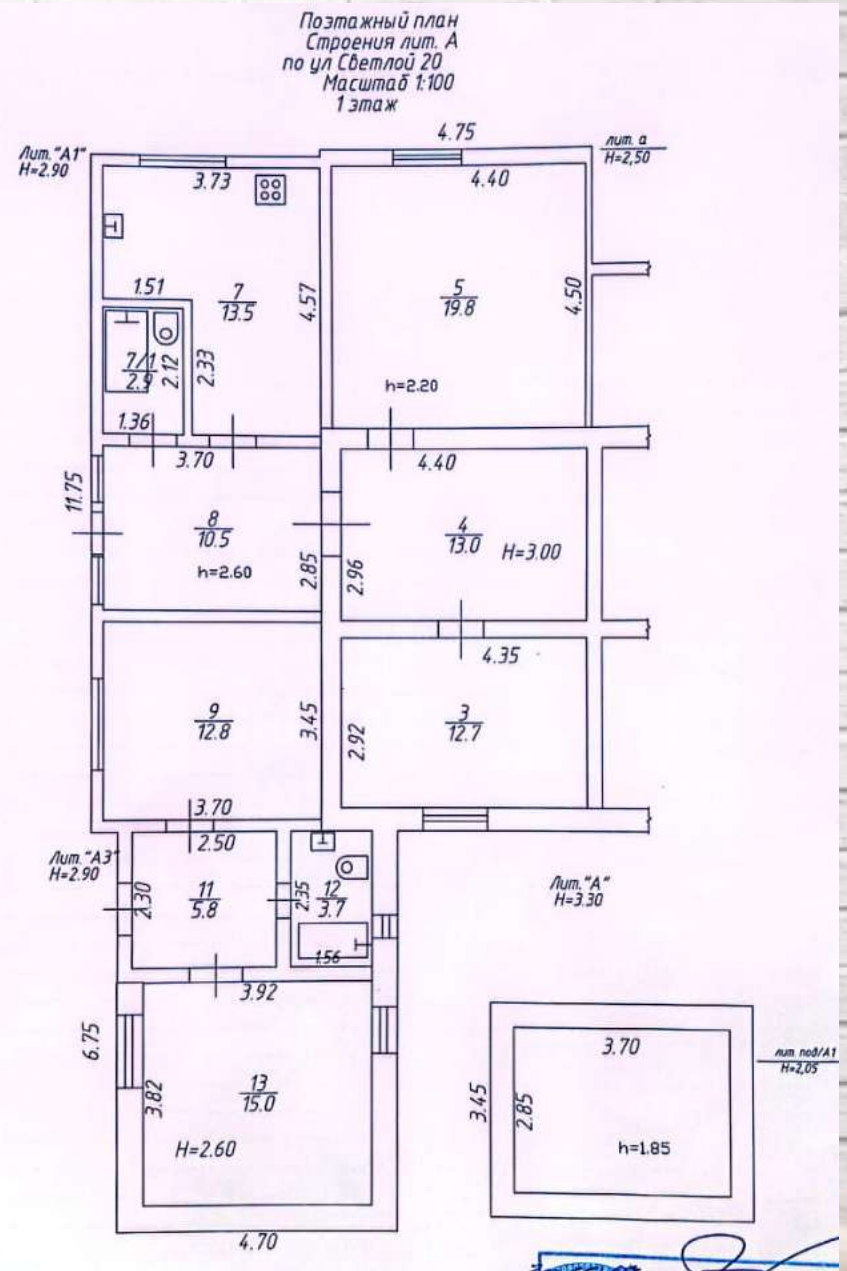 Поэтажный план
Строения лит. А
по ул Светлой 20
Масштаб 1:100
1 этаж
4.75
Лит."А1"
Н=2.90
лит. а
Н=2,50
3.73
4.40
1.51
7
13.5
4.57
5
19.8
4.50
7/1
2.9
2.12
2.33
h=2.20
1.36
3.70
4.40
11.75
8
10.5
h=2.60
2.85
2.96
4
13.0
Н=3.00
4.35
9
12.8
3.45
2.92
3
12.7
3.70
2.50
Лит."А3"
Н=2.90
2.30
11
5.8
2.35
12
3.7
1.56
Лит."А"
Н=3.30
3.92
6.75
3.82
13
15.0
Н=2.60
4.70
3.70
3.45
2.85
h=1.85
лит. под/А1
Н=2,05